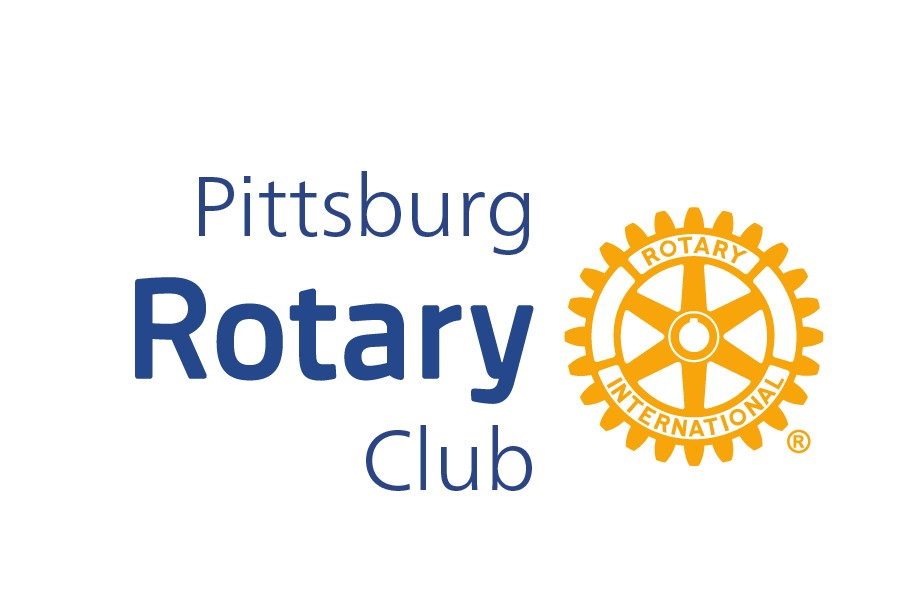 Pittsburg
Rotary
Club
ROTARY
INTERNATIONAL
®